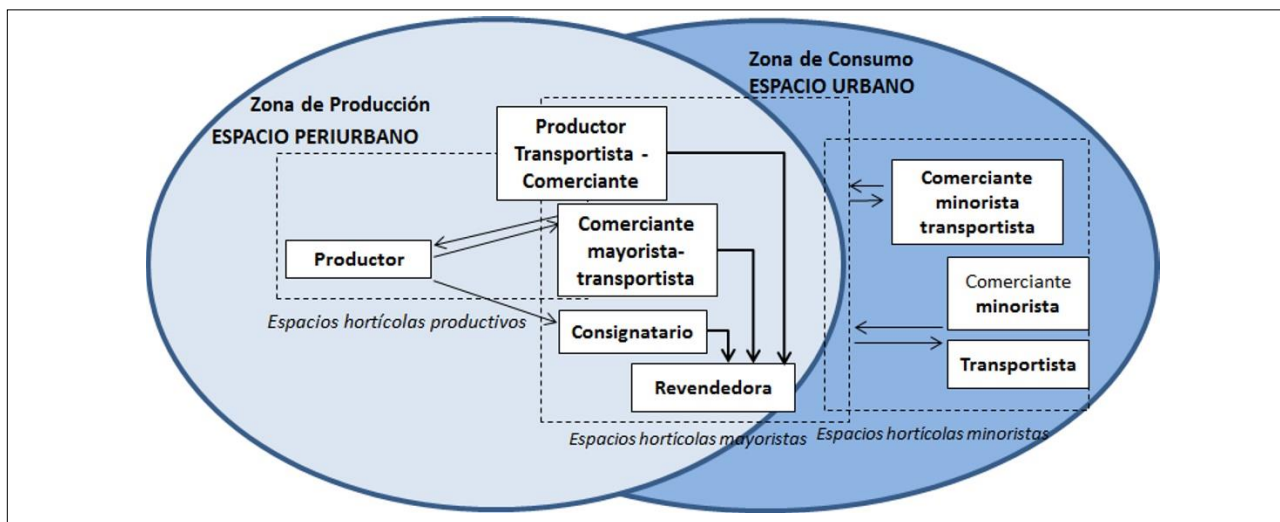 Zona de Producción
ESPACIO PERIURBANO
Zona de Consumo
ESPACIO URBANO
Productor
Transportista -
Comerciante
Comerciante
mayorista-
transportista
Productor
Espacios hortícolas productivos
Consignatario
Revendedora
Espacios hortícolas mayoristas
Comerciante
minorista
transportista
Comerciante
minorista
Transportista
Espacios hortícolas minoristas